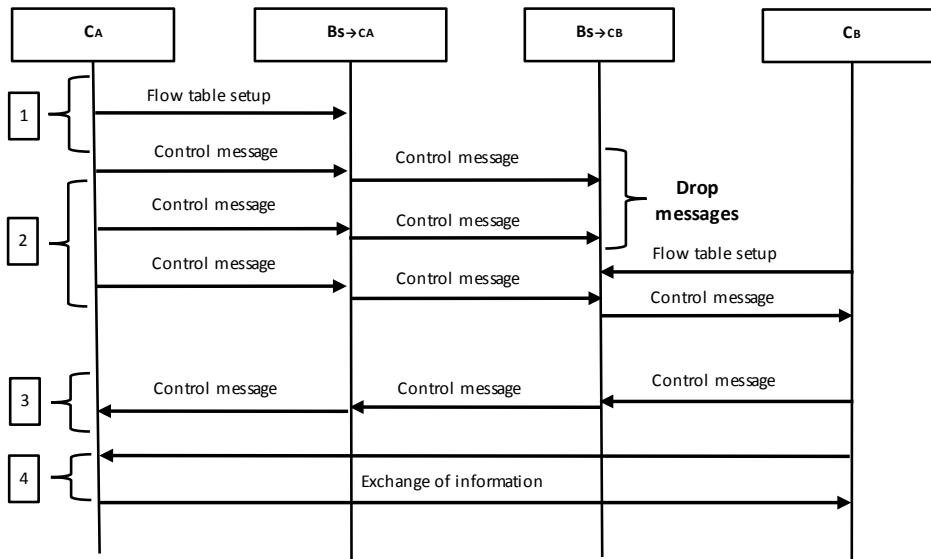 CA
Bs→CA
Bs→CB
CB
1
Flow table setup
Control message
Control message
Drop
messages
2
Control message
Control message
Flow table setup
Control message
Control message
Control message
3
Control message
Control message
Control message
4
Exchange of information